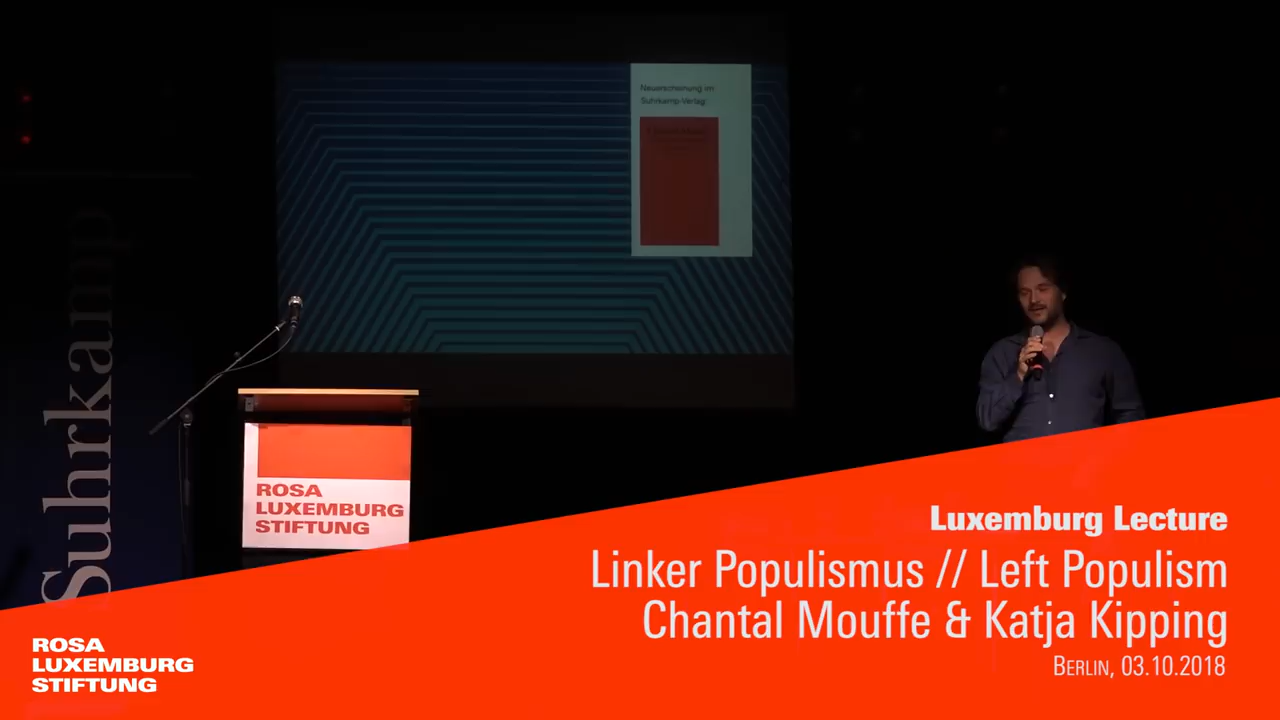 Neuerscheinung im
Suhrkamp-Verlag:
Suhrkamp
ROSA
LUXEMBURG
STIFTUNG
Luxemburg Lecture
Linker Populismus // Left Populism
Chantal Mouffe & Katja Kipping
Berlin, 03.10.2018
ROSA
LUXEMBURG
STIFTUNG